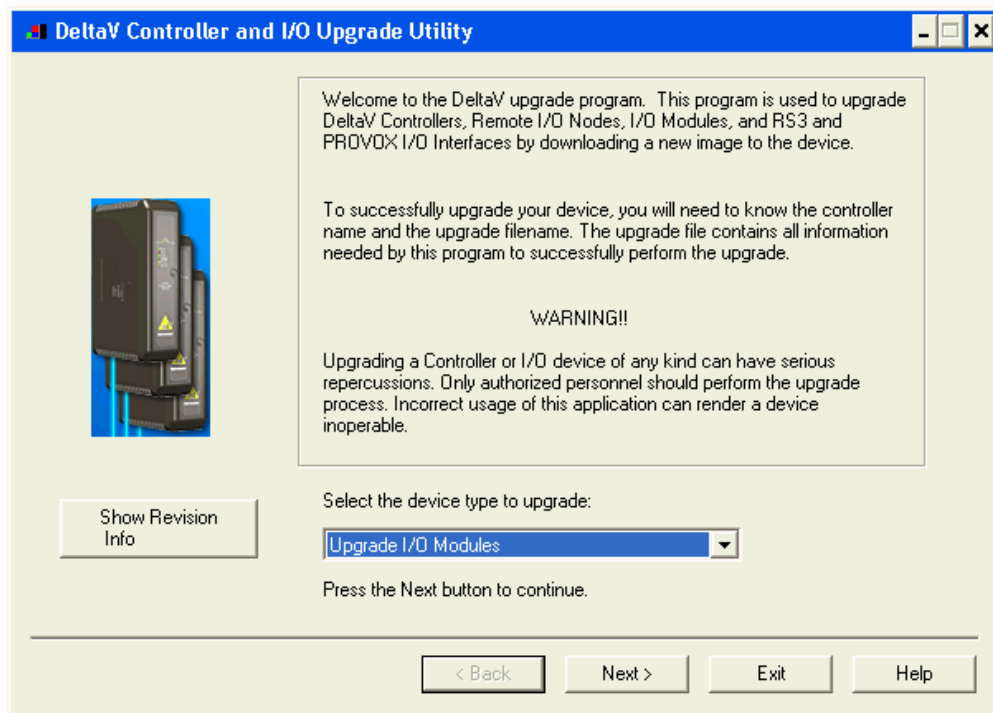 DeltaV Controller and I/O Upgrade Utility
Welcome to the DeltaV upgrade program.  This program is used to upgrade
DeltaV Controllers, Remote I/O Nodes, I/O Modules, and RS3 and
PROVOX I/O Interfaces by downloading a new image to the device.
To successfully upgrade your device, you will need to know the controller
name and the upgrade filename. The upgrade file contains all information
needed by this program to successfully perform the upgrade.
WARNING!!
Upgrading a Controller or I/O device of any kind can have serious
repercussions. Only authorized personnel should perform the upgrade
process. Incorrect usage of this application can render a device
inoperable.
Show Revision
Info
Select the device type to upgrade:
Upgrade I/O Modules
Press the Next button to continue.
< Back
Next >
Exit
Help